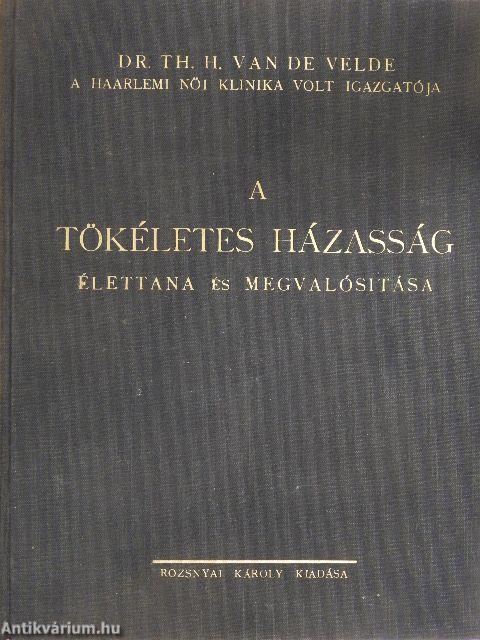 DR. TH. H. VAN DE VELDE
A HAARLEMI NŐI KLINIKA VOLT IGAZGATÓJA
A
TÖKÉLETES HÁZASSÁG
ÉLETTANA ÉS MEGVALÓSITÁSA
ROZSNYAI KÁROLY KIADÁSA
Antikvárium.hu